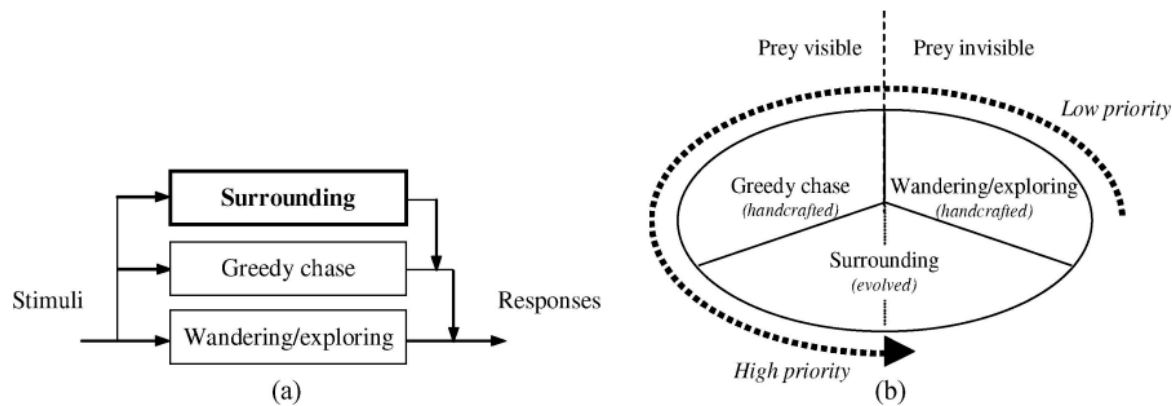 Surrounding
Greedy chase
Wandering/exploring
Stimuli
Responses
(a)
Prey visible
Prey invisible
Low priority
Greedy chase
(handcrafted)
Wandering/exploring
(handcrafted)
Surrounding
(evolved)
High priority
(b)